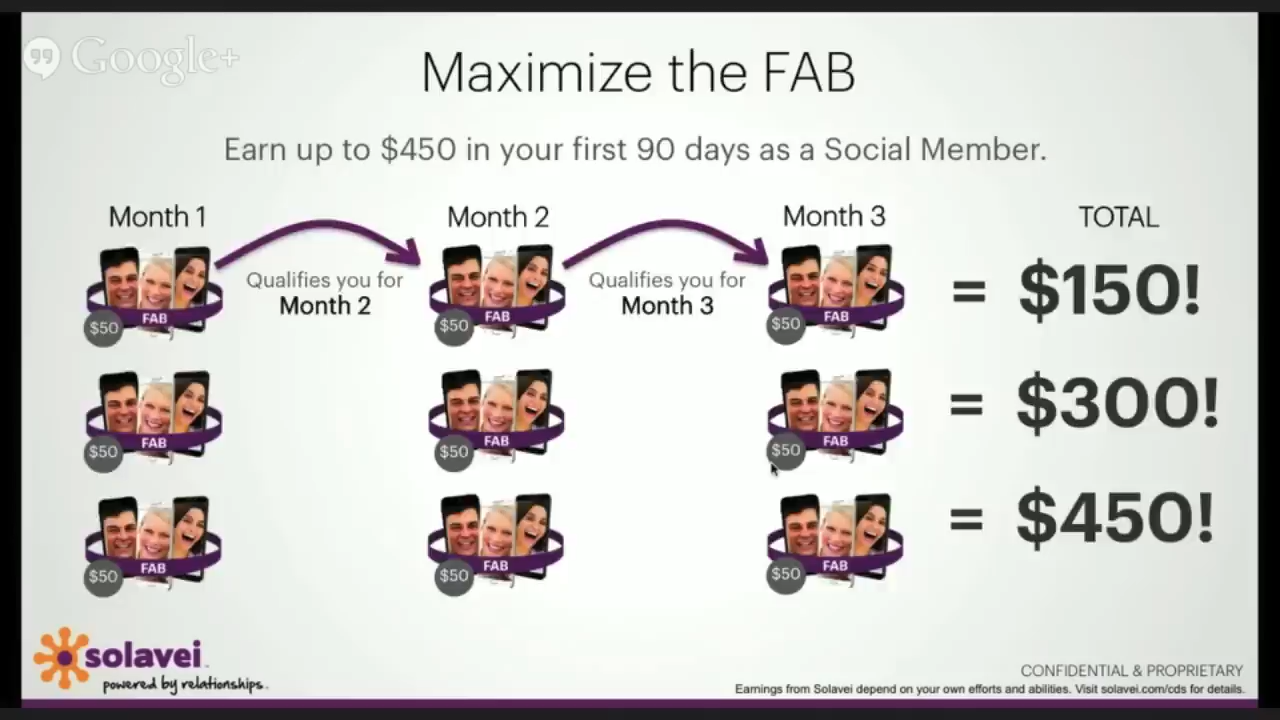 Google+
Maximize the FAB
Earn up to $450 in your first 90 days as a Social Member.
Month 1
Month 2
Month 3
TOTAL
Qualifies you for
Month 2
Qualifies you for
Month 3
FAB
$50
FAB
$50
FAB
$50
= $150!
FAB
$50
FAB
$50
FAB
$50
= $300!
FAB
$50
FAB
$50
FAB
$50
= $450!
solavei
powered by relationships.
CONFIDENTIAL & PROPRIETARY
Earnings from Solavei depend on your own efforts and abilities. Visit solavei.com/cds for details.